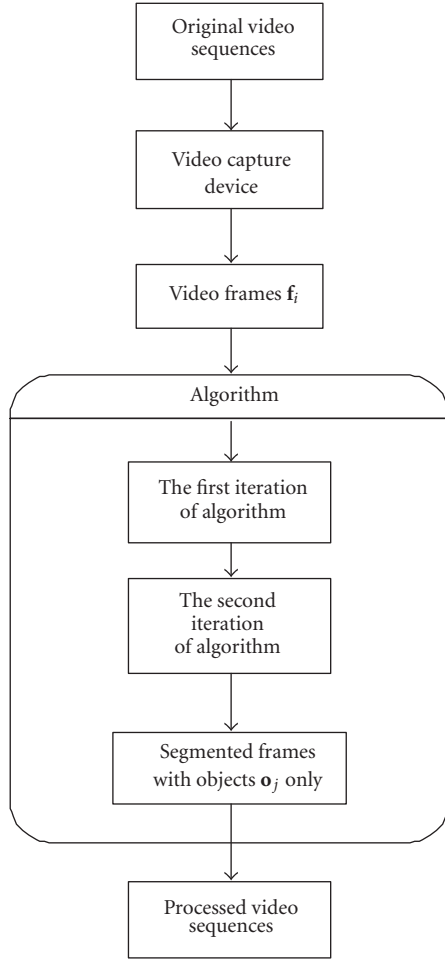 Original video
sequences
Video capture
device
Video frames f_i
Algorithm
The first iteration
of algorithm
The second
iteration
of algorithm
Segmented frames
with objects o_j only
Processed video
sequences